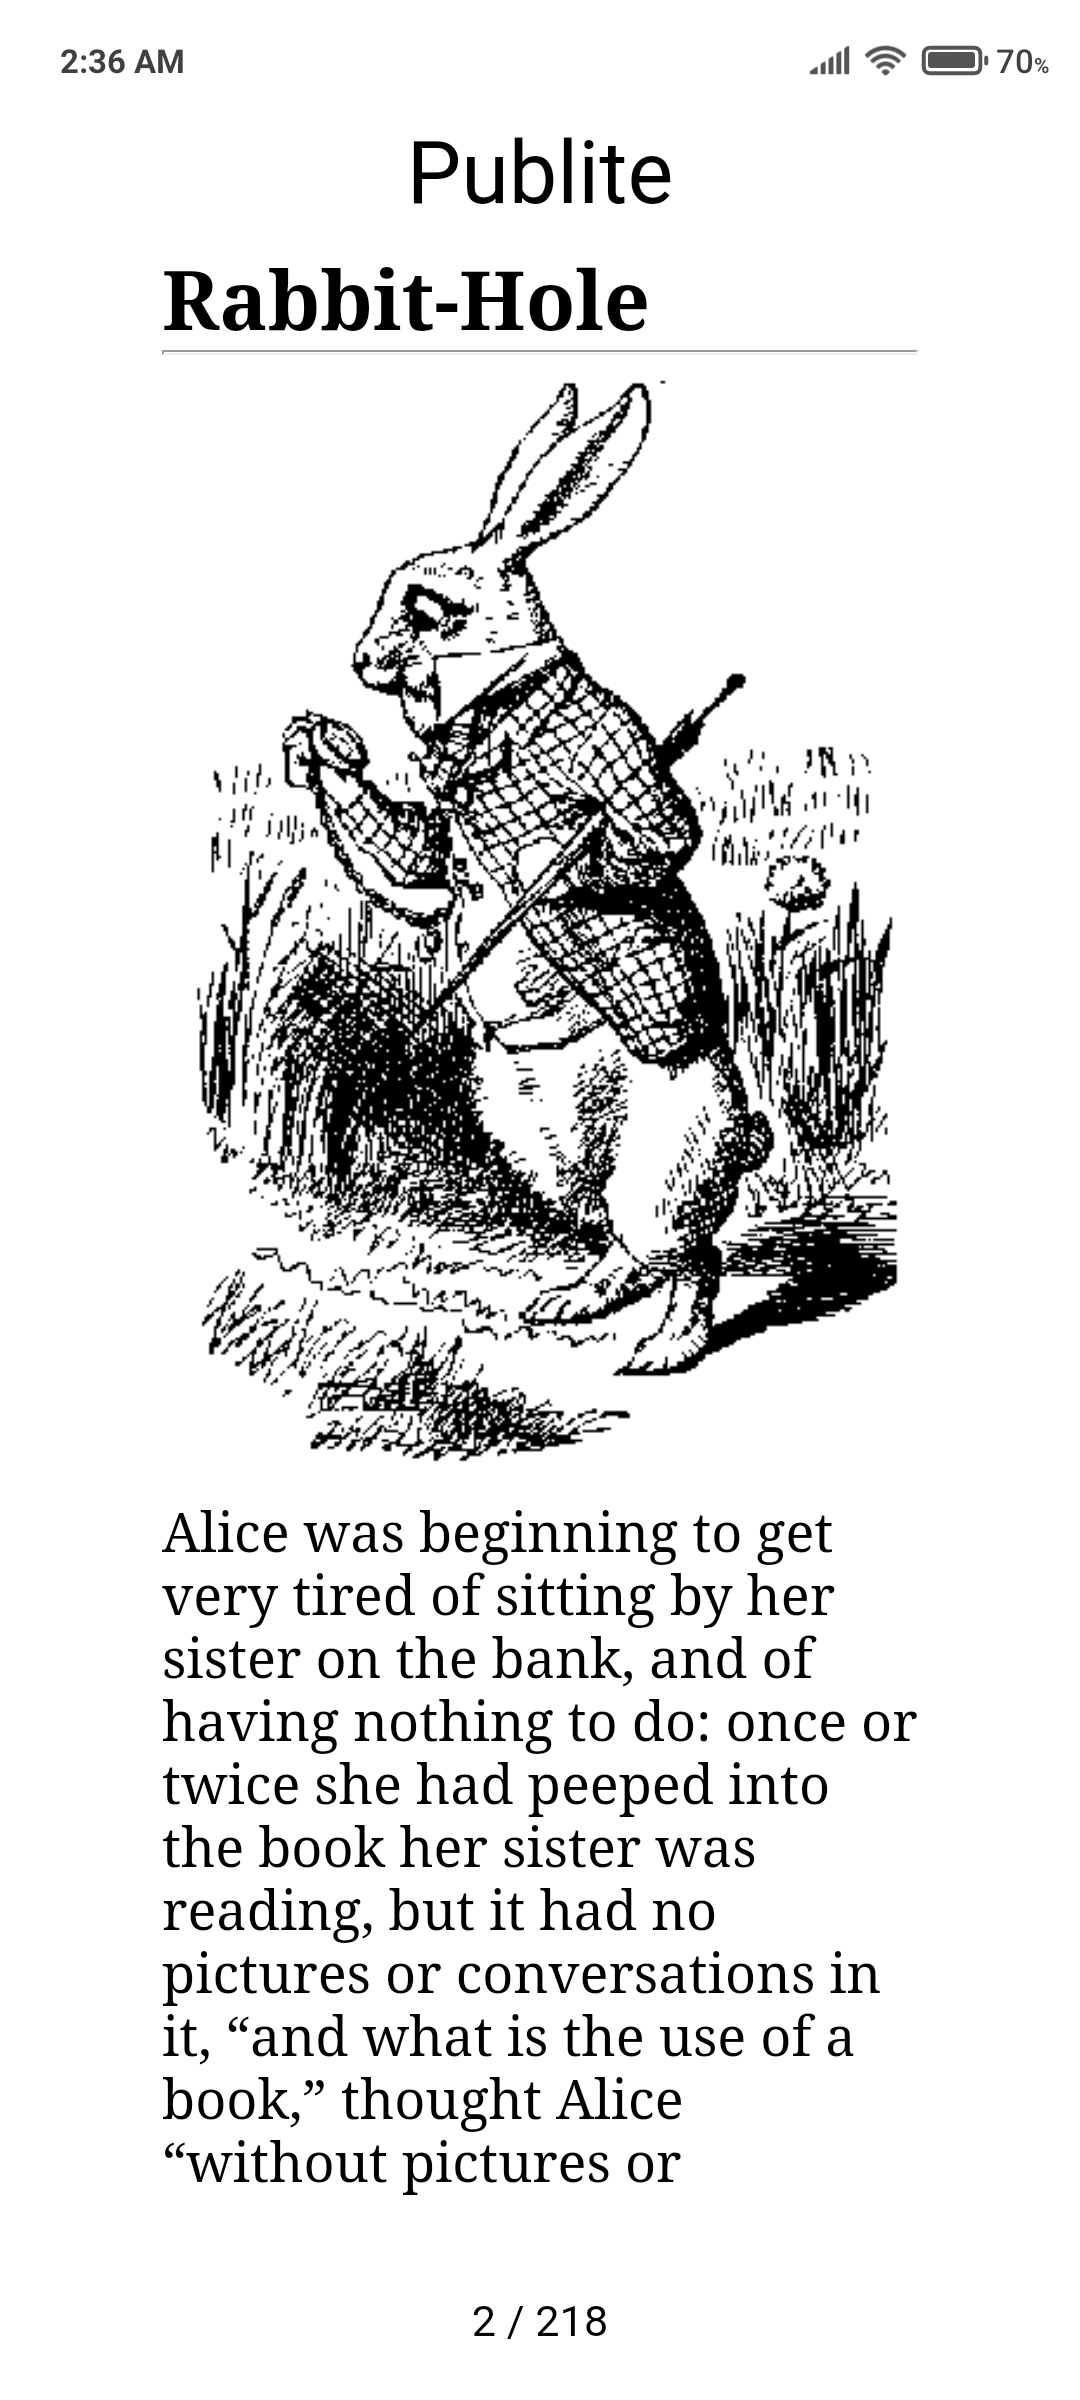 2:36 AM 70%
Publite
Rabbit-Hole
Alice was beginning to get
very tired of sitting by her
sister on the bank, and of
having nothing to do: once or
twice she had peeped into
the book her sister was
reading, but it had no
pictures or conversations in
it, “and what is the use of a
book,” thought Alice
“without pictures or
2 / 218